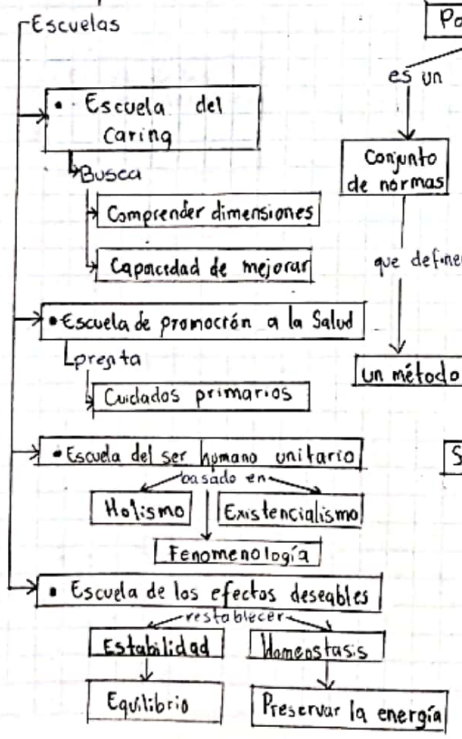 Escuelas
• Escuela del
Caring
Busca
Comprender dimensiones
Capacidad de mejorar
• Escuela de promoción a la Salud
Cuidados primarios
• Escuela del ser humano unitario
basado en
Holismo
Existencialismo
Fenomenología
• Escuela de los efectos deseables
restablecer
Estabilidad
Homeostasis
Equilibrio
Preservar la energía
es un
Conjunto
de normas
que definen
un método